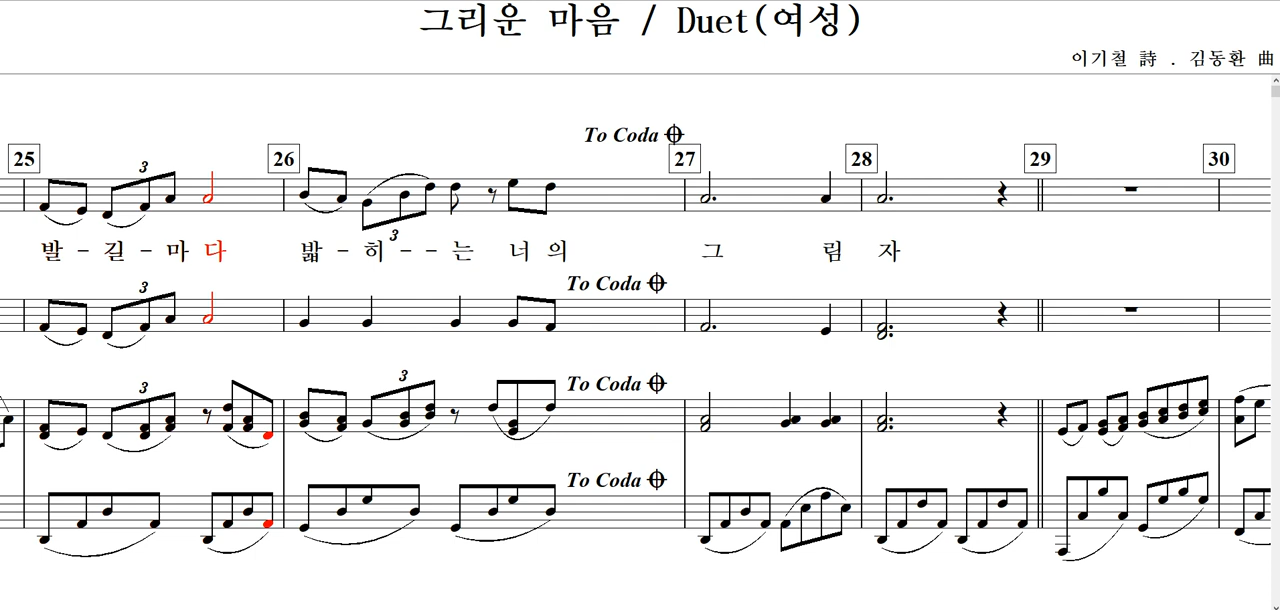 그리운 마음 / Duet(여성)
이기철 詩 . 김동환 曲
To Coda
25 26 27 28 29 30
3 3
발 - 길 - 마 다 밟 - 히 - - 는 너 의 그 림 자
To Coda
3
To Coda
3 3
To Coda